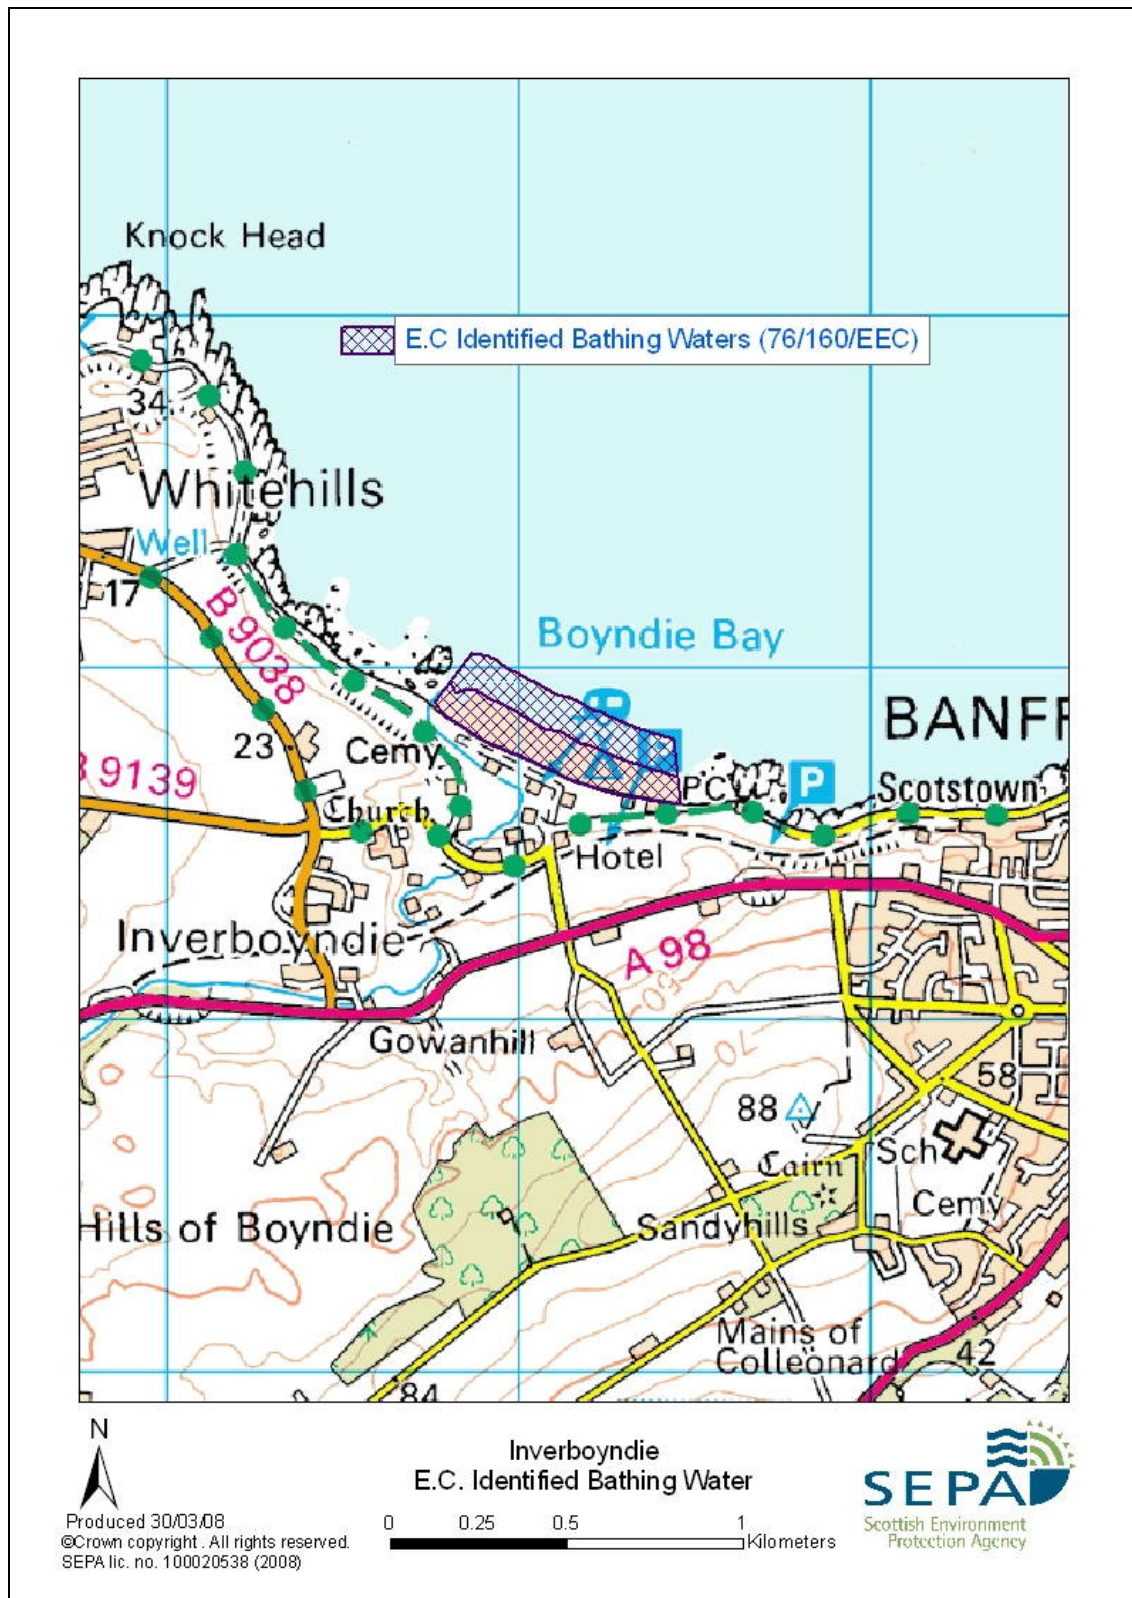 Knock Head
E.C Identified Bathing Waters (76/160/EEC)
34
Whitehills
Well
17
B 9038
Boyndie Bay
BANFF
23
Cemy
9139
PC
P
Scotstown
Church
Hotel
Inverboyndie
A 98
60
Gowanhill
70
58
88
Sch
Cairn
Cemy
Hills of Boyndie
Sandyhills
Mains of
Colleonard
42
84
N
Inverboyndie
E.C. Identified Bathing Water
Produced 30/03/08
©Crown copyright. All rights reserved.
SEPA lic. no. 100020538 (2008)
0 0.25 0.5 1
Kilometers
SEPA
Scottish Environment
Protection Agency